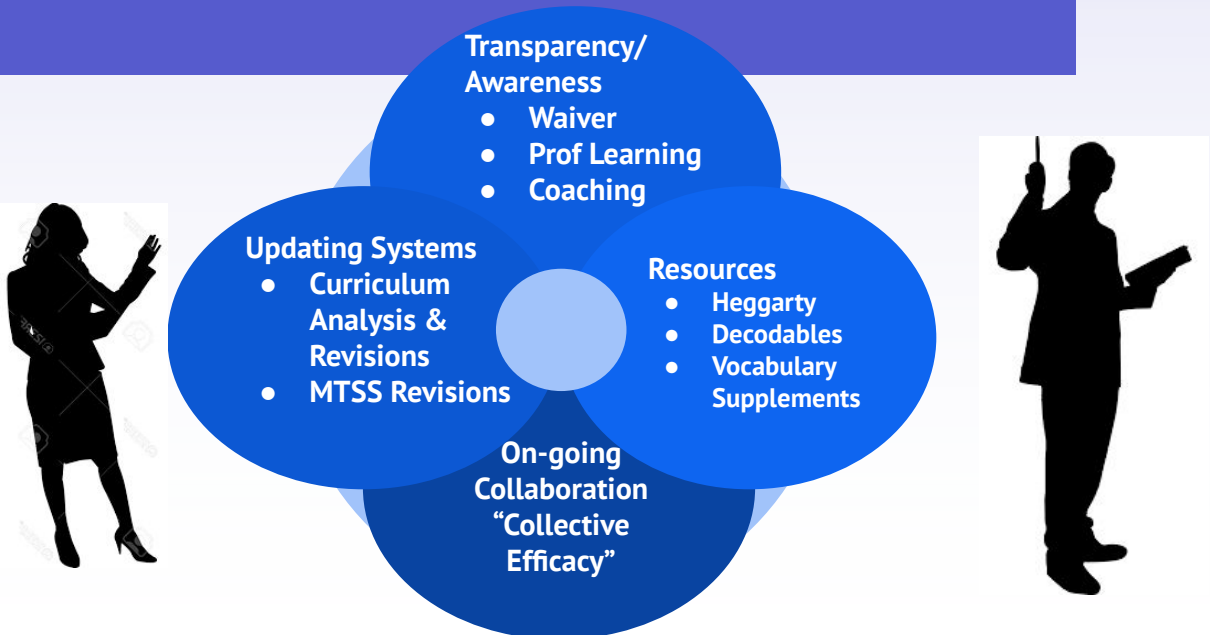 Transparency/
Awareness
● Waiver
● Prof Learning
● Coaching
Updating Systems
● Curriculum
Analysis &
Revisions
● MTSS Revisions
Resources
● Heggarty
● Decodables
● Vocabulary
Supplements
On-going
Collaboration
“Collective
Efficacy”